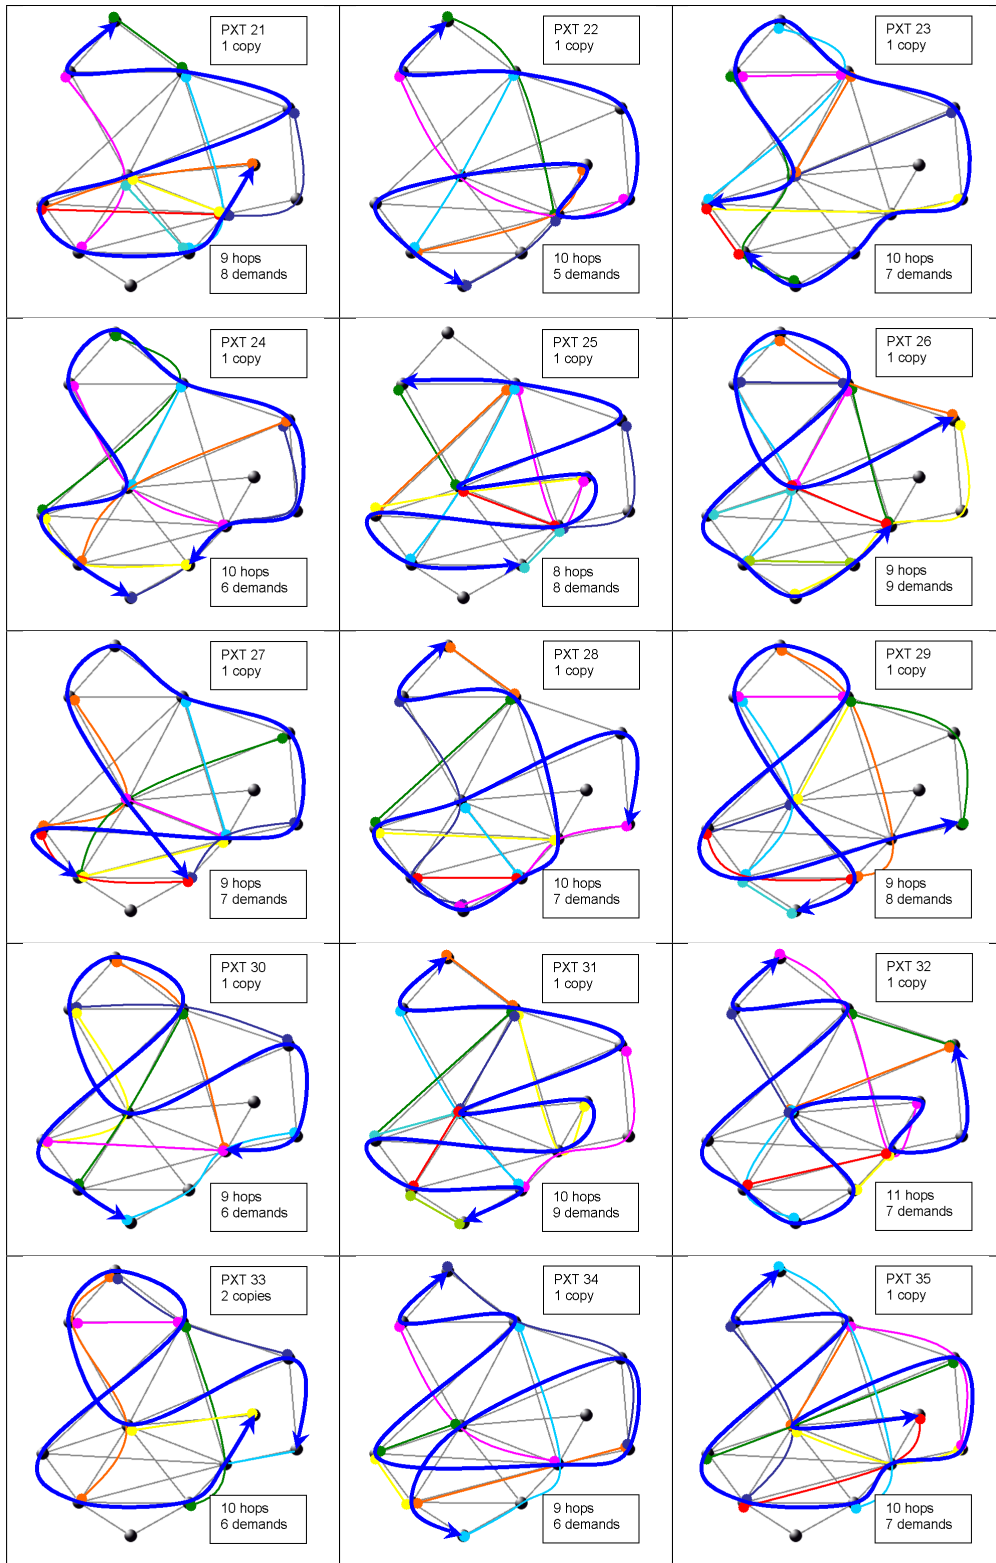 PXT 21
1 copy
9 hops
8 demands
PXT 22
1 copy
10 hops
5 demands
PXT 23
1 copy
10 hops
7 demands
PXT 24
1 copy
10 hops
6 demands
PXT 25
1 copy
8 hops
8 demands
PXT 26
1 copy
9 hops
9 demands
PXT 27
1 copy
9 hops
7 demands
PXT 28
1 copy
10 hops
7 demands
PXT 29
1 copy
9 hops
8 demands
PXT 30
1 copy
9 hops
6 demands
PXT 31
1 copy
10 hops
9 demands
PXT 32
1 copy
11 hops
7 demands
PXT 33
2 copies
10 hops
6 demands
PXT 34
1 copy
9 hops
6 demands
PXT 35
1 copy
10 hops
7 demands